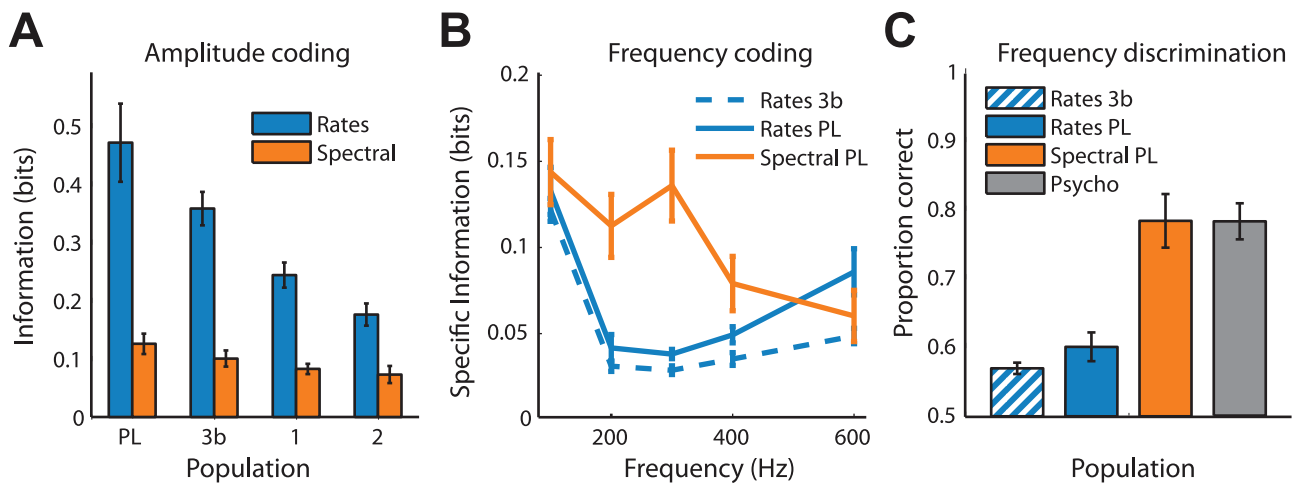 A
Amplitude coding
Information (bits)
0.5
0.4
0.3
0.2
0.1
0
Rates
Spectral
PL
3b
1
2
Population
B
Frequency coding
Specific Information (bits)
0.2
0.15
0.1
0.05
0
Rates 3b
Rates PL
Spectral PL
200
400
600
Frequency (Hz)
C
Frequency discrimination
Proportion correct
1
0.9
0.8
0.7
0.6
0.5
Rates 3b
Rates PL
Spectral PL
Psycho
Population